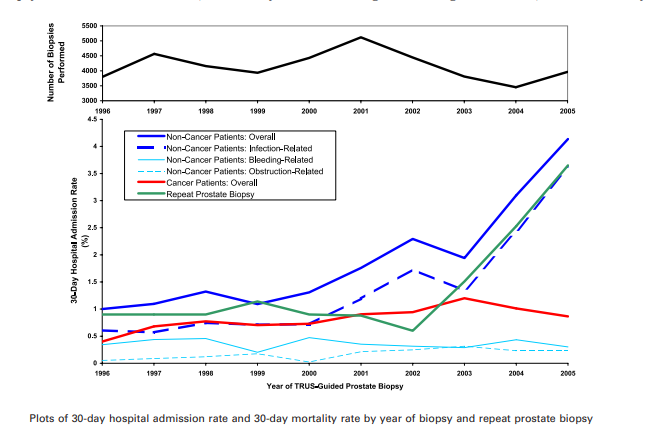 Number of Biopsies
Performed
5500
5000
4500
4000
3500
3000
1996 1997 1998 1999 2000 2001 2002 2003 2004 2005
30-Day Hospital Admission Rate
(%)
4.5
4
3.5
3
2.5
2
1.5
1
0.5
0
Non-Cancer Patients: Overall
Non-Cancer Patients: Infection-Related
Non-Cancer Patients: Bleeding-Related
Non-Cancer Patients: Obstruction-Related
Cancer Patients: Overall
Repeat Prostate Biopsy
1996 1997 1998 1999 2000 2001 2002 2003 2004 2005
Year of TRUS-Guided Prostate Biopsy
Plots of 30-day hospital admission rate and 30-day mortality rate by year of biopsy and repeat prostate biopsy